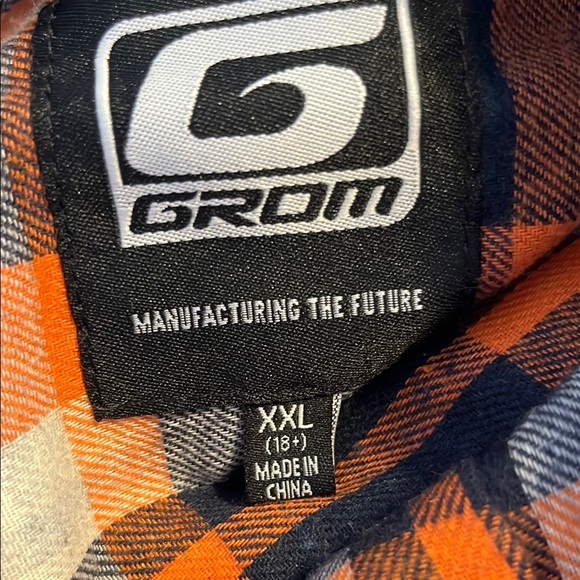 G
GROM
MANUFACTURING THE FUTURE
XXL
(18+)
MADE IN
CHINA